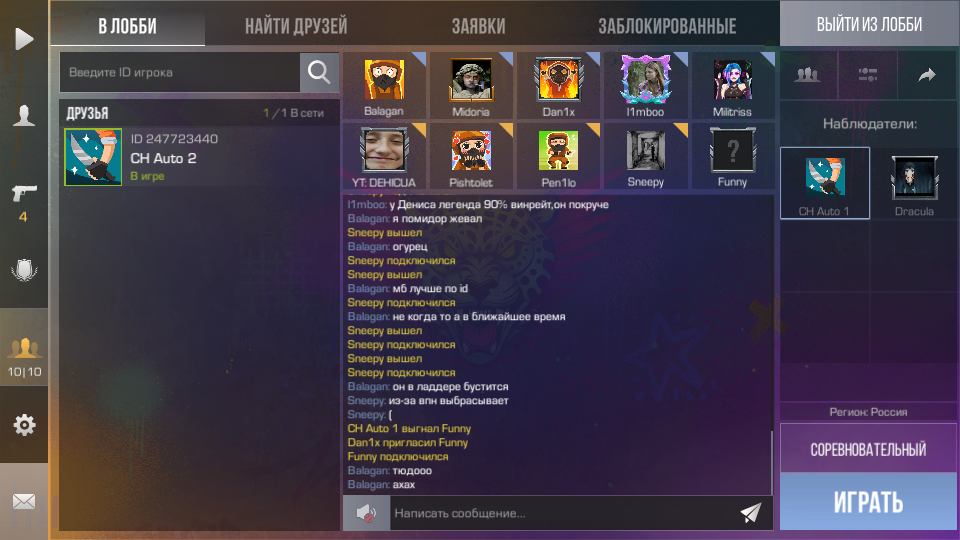 В ЛОББИ
НАЙТИ ДРУЗЕЙ
ЗАЯВКИ
ЗАБЛОКИРОВАННЫЕ
ВЫЙТИ ИЗ ЛОББИ
Введите ID игрока
ДРУЗЬЯ
1 / 1 В сети
ID 247723440
CH Auto 2
В игре
4
10|10
Balagan
Midoria
Dan1x
l1mboo
Militriss
YT: DEHICUA
Pishtolet
Pen1lo
Sneepy
?
Funny
l1mboo: у Дениса легенда 90% винрейт,он покруче
Balagan: я помидор жевал
Sneepy вышел
Balagan: огурец
Sneepy подключился
Sneepy вышел
Balagan: мб лучше по id
Sneepy подключился
Balagan: не когда то а в ближайшее время
Sneepy вышел
Sneepy подключился
Sneepy вышел
Sneepy подключился
Balagan: он в ладдере бустится
Sneepy: из-за впн выбрасывает
Sneepy: (
CH Auto 1 выгнал Funny
Dan1x пригласил Funny
Funny подключился
Balagan: тюдооо
Balagan: ахах
Написать сообщение...
Наблюдатели:
CH Auto 1
Dracula
Регион: Россия
СОРЕВНОВАТЕЛЬНЫЙ
ИГРАТЬ